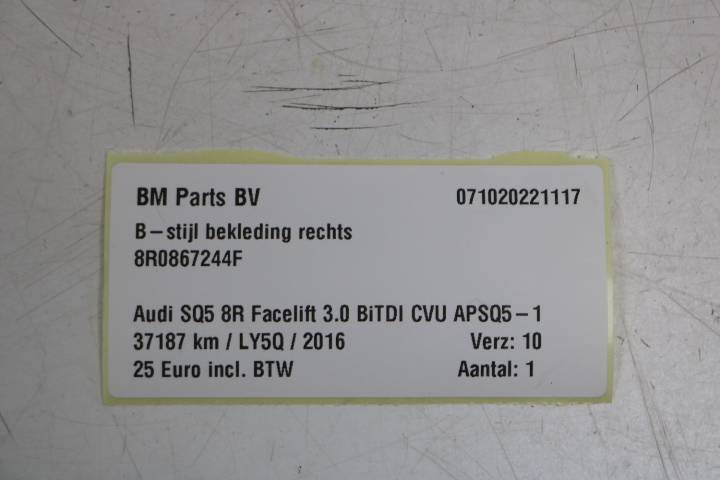 BM Parts BV 071020221117
B-stijl bekleding rechts
8R0867244F
Audi SQ5 8R Facelift 3.0 BiTDI CVU APSQ5-1
37187 km / LY5Q / 2016 Verz: 10
25 Euro incl. BTW Aantal: 1